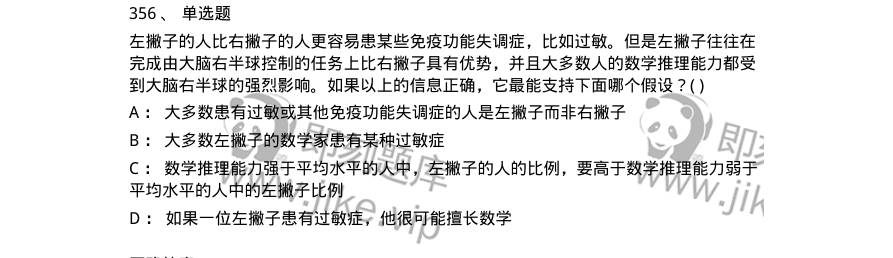 356 、 单选题
左撇子的人比右撇子的人更容易患某些免疫功能失调症，比如过敏。但是左撇子往往在
完成由大脑右半球控制的任务上比右撇子具有优势，并且大多数人的数学推理能力都受
到大脑右半球的强烈影响。如果以上的信息正确，它最能支持下面哪个假设？( )
A ： 大多数患有过敏或其他免疫功能失调症的人是左撇子而非右撇子
B ： 大多数左撇子的数学家患有某种过敏症
C ： 数学推理能力强于平均水平的人中，左撇子的人的比例，要高于数学推理能力弱于
平均水平的人中的左撇子比例
D ： 如果一位左撇子患有过敏症，他很可能擅长数学
即刻题库
www.jike.vip
即刻
www.jik